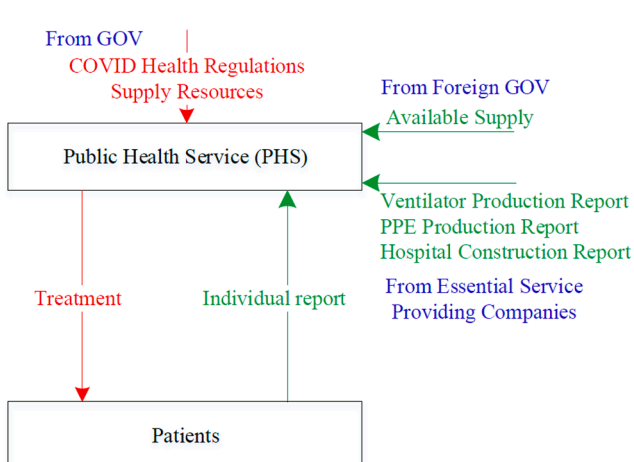 From GOV
COVID Health Regulations
Supply Resources
From Foreign GOV
Available Supply
Public Health Service (PHS)
Ventilator Production Report
PPE Production Report
Hospital Construction Report
From Essential Service
Providing Companies
Treatment
Individual report
Patients